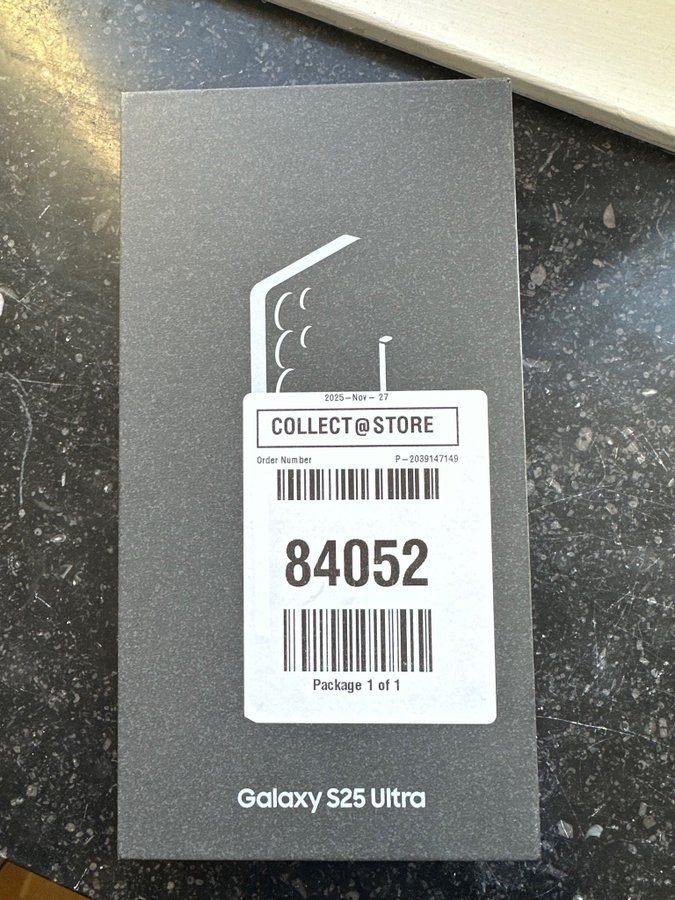 2025-Nov-27
COLLECT@STORE
Order Number P-2039147149
84052
Package 1 of 1
Galaxy S25 Ultra